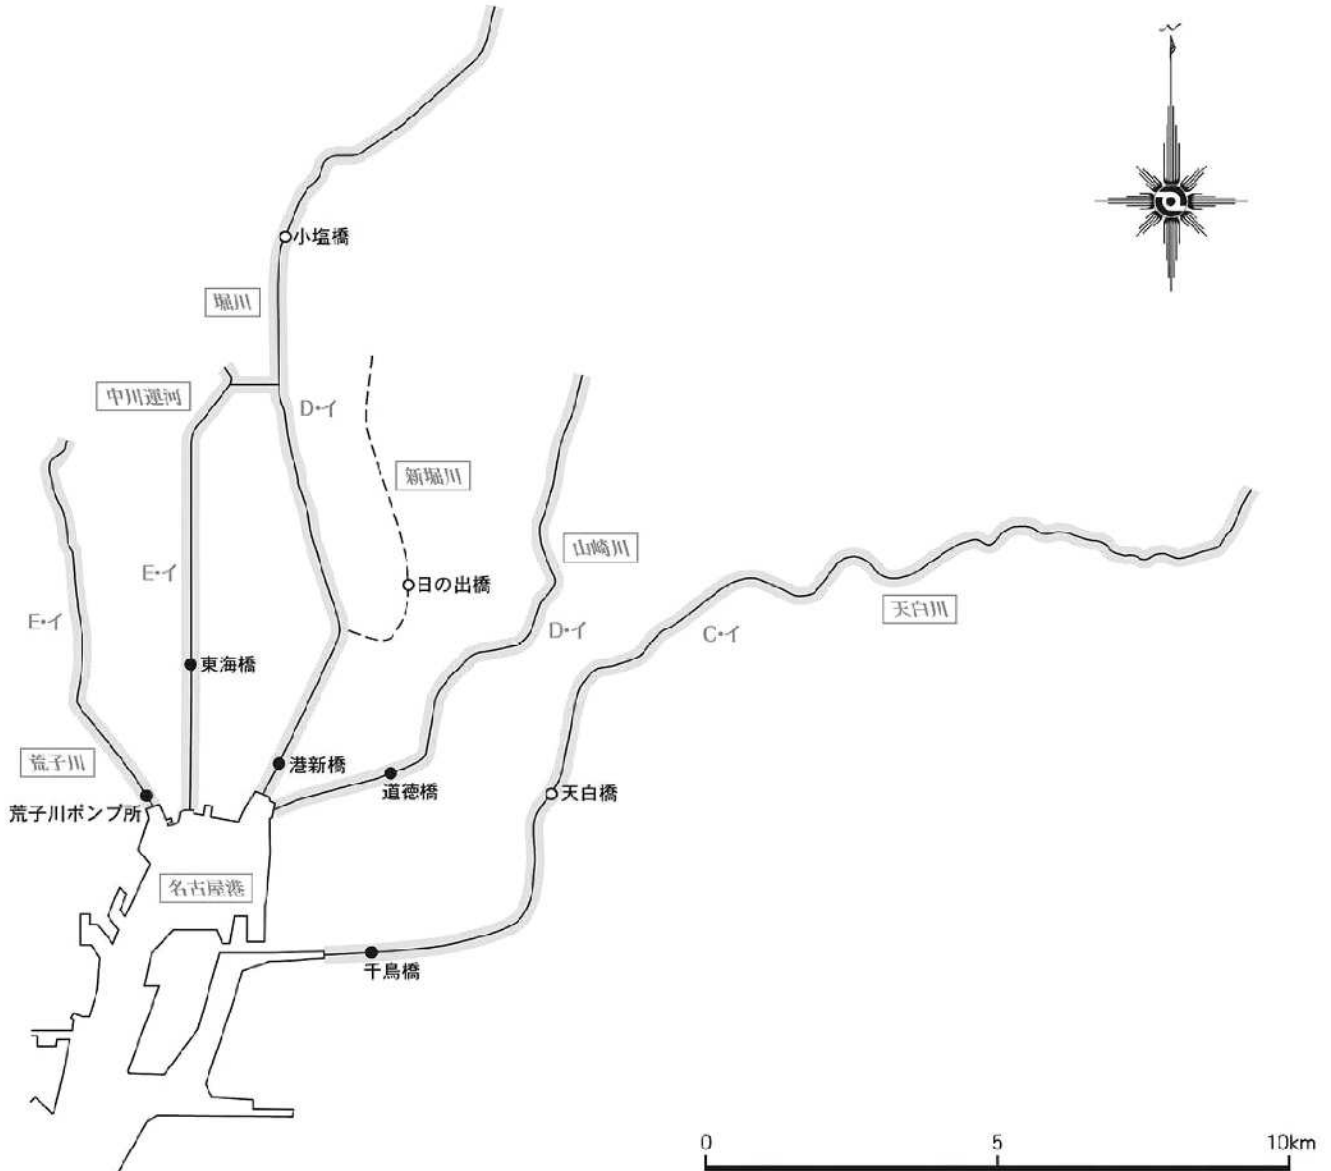 N
小塩橋
堀川
中川運河
D・イ
新堀川
山崎川
E・イ
日の出橋
天白川
E・イ
D・イ
C・イ
東海橋
荒子川
港新橋
道徳橋
天白橋
荒子川ポンプ所
名古屋港
千鳥橋
0 5 10km